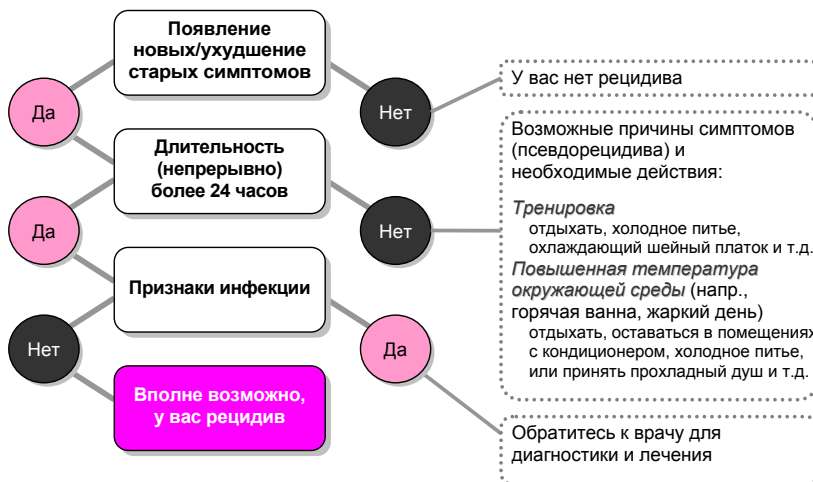 Появление
новых/ухудшение
старых симптомов
Да
Нет
У вас нет рецидива
Длительность
(непрерывно)
более 24 часов
Да
Нет
Возможные причины симптомов
(псевдорецидива) и
необходимые действия:
Тренировка
отдыхать, холодное питье,
охлаждающий шейный платок и т.д.
Повышенная температура
окружающей среды (напр.,
горячая ванна, жаркий день)
отдыхать, оставаться в помещениях
с кондиционером, холодное питье,
или принять прохладный душ и т.д.
Признаки инфекции
Нет
Да
Вполне возможно,
у вас рецидив
Обратитесь к врачу для
диагностики и лечения